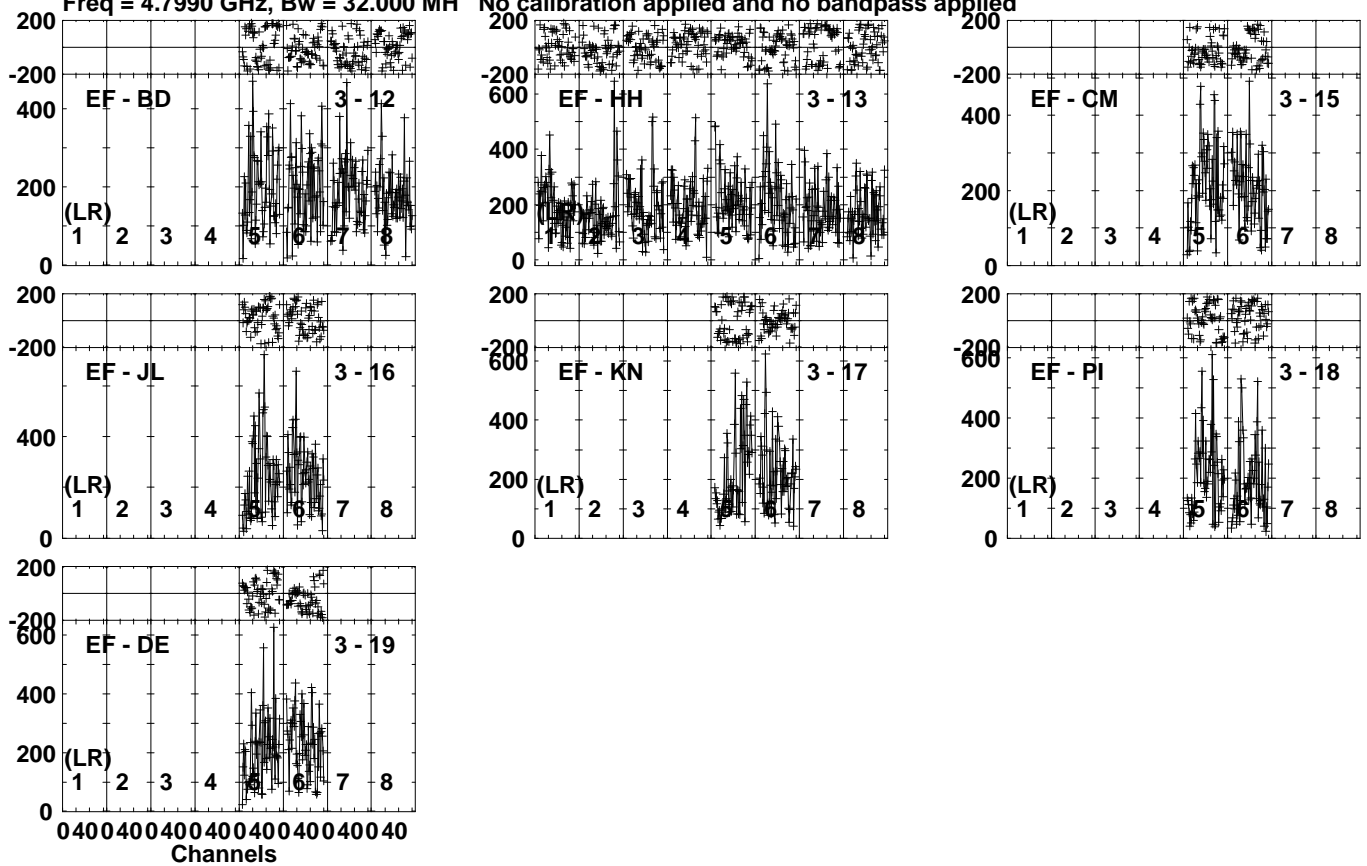 Freq = 4.7990 GHz, Bw = 32.000 MH No calibration applied and no bandpass applied
200
-200
EF - BD 3 - 12
400
200
(LR)
1 2 3 4 5 6 7 8
0
200
-200
600
EF - HH 3 - 13
400
200
(LR)
1 2 3 4 5 6 7 8
0
200
-200
EF - CM 3 - 15
400
200
(LR)
1 2 3 4 5 6 7 8
0
200
-200
EF - JL 3 - 16
400
(LR)
1 2 3 4 5 6 7 8
0
200
-200
600
EF - KN 3 - 17
400
200
(LR)
1 2 3 4 5 6 7 8
0
200
-200
600
EF - PI 3 - 18
400
200
(LR)
1 2 3 4 5 6 7 8
0
200
-200
600
EF - DE 3 - 19
400
200
(LR)
1 2 3 4 5 6 7 8
0
0 40 0 40 0 40 0 40 0 40 0 40 0 40 0 40
Channels